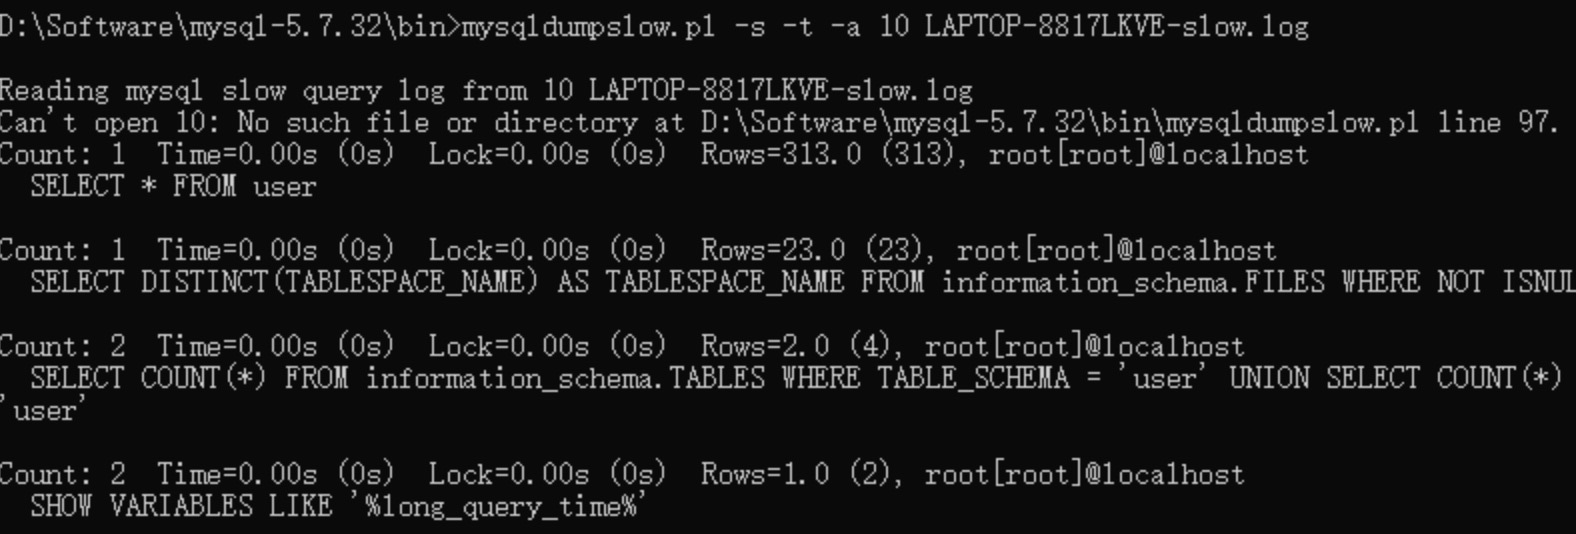 D:\Software\mysql-5.7.32\bin>mysqldumpslow.pl -s -t -a 10 LAPTOP-8817LKVE-slow.log
Reading mysql slow query log from 10 LAPTOP-8817LKVE-slow.log
Can't open 10: No such file or directory at D:\Software\mysql-5.7.32\bin\mysqldumpslow.pl line 97.
Count: 1  Time=0.00s (0s)  Lock=0.00s (0s)  Rows=313.0 (313), root[root]@localhost
  SELECT * FROM user
Count: 1  Time=0.00s (0s)  Lock=0.00s (0s)  Rows=23.0 (23), root[root]@localhost
  SELECT DISTINCT(TABLESPACE_NAME) AS TABLESPACE_NAME FROM information_schema.FILES WHERE NOT ISNUL
Count: 2  Time=0.00s (0s)  Lock=0.00s (0s)  Rows=2.0 (4), root[root]@localhost
  SELECT COUNT(*) FROM information_schema.TABLES WHERE TABLE_SCHEMA = 'user' UNION SELECT COUNT(*)
'user'
Count: 2  Time=0.00s (0s)  Lock=0.00s (0s)  Rows=1.0 (2), root[root]@localhost
  SHOW VARIABLES LIKE '%long_query_time%'